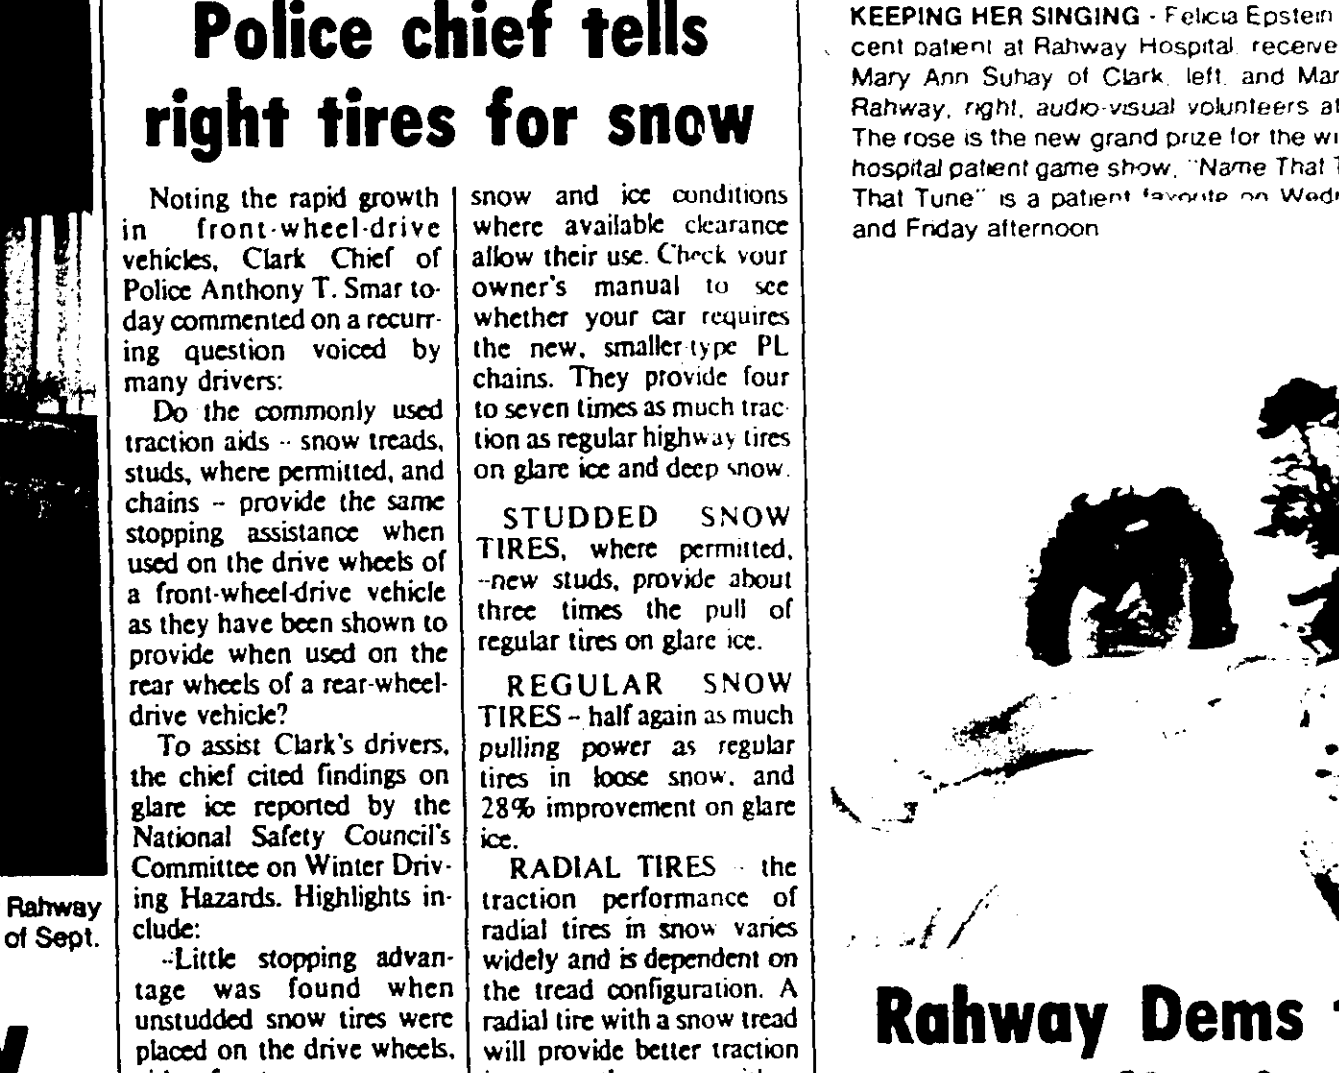 Police chief tells
right tires for snow
Noting the rapid growth
in front-wheel-drive
vehicles, Clark Chief of
Police Anthony T. Smar to-
day commented on a recurr-
ing question voiced by
many drivers:
Do the commonly used
traction aids -- snow treads,
studs, where permitted, and
chains -- provide the same
stopping assistance when
used on the drive wheels of
a front-wheel-drive vehicle
as they have been shown to
provide when used on the
rear wheels of a rear-wheel-
drive vehicle?
To assist Clark's drivers,
the chief cited findings on
glare ice reported by the
National Safety Council's
Committee on Winter Driv-
ing Hazards. Highlights in-
clude:
--Little stopping advan-
tage was found when
unstudded snow tires were
placed on the drive wheels,
snow and ice conditions
where available clearance
allow their use. Check your
owner's manual to see
whether your car requires
the new, smaller-type PL
chains. They provide four
to seven times as much trac-
tion as regular highway tires
on glare ice and deep snow.
STUDDED SNOW
TIRES, where permitted,
--new studs, provide about
three times the pull of
regular tires on glare ice.
REGULAR SNOW
TIRES -- half again as much
pulling power as regular
tires in loose snow, and
28% improvement on glare
ice.
RADIAL TIRES -- the
traction performance of
radial tires in snow varies
widely and is dependent on
the tread configuration. A
radial tire with a snow tread
will provide better traction
KEEPING HER SINGING - Felicia Epstein
cent patient at Rahway Hospital, receive
Mary Ann Suhay of Clark, left, and Mar
Rahway, right, audio-visual volunteers at
The rose is the new grand prize for the wi
hospital patient game show, "Name That T
That Tune" is a patient favorite on Wed
and Friday afternoon
Rahway
of Sept.
Rahway Dems